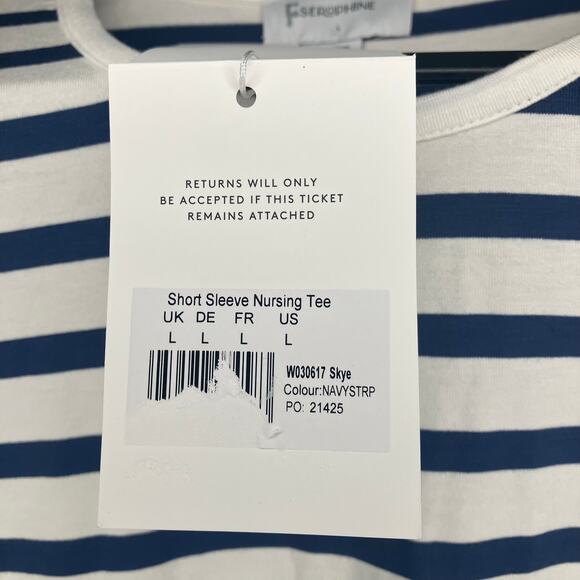 SERAPHINE
RETURNS WILL ONLY
BE ACCEPTED IF THIS TICKET
REMAINS ATTACHED
Short Sleeve Nursing Tee
UK DE FR US
L L L L
W030617 Skye
Colour:NAVYSTRP
PO: 21425